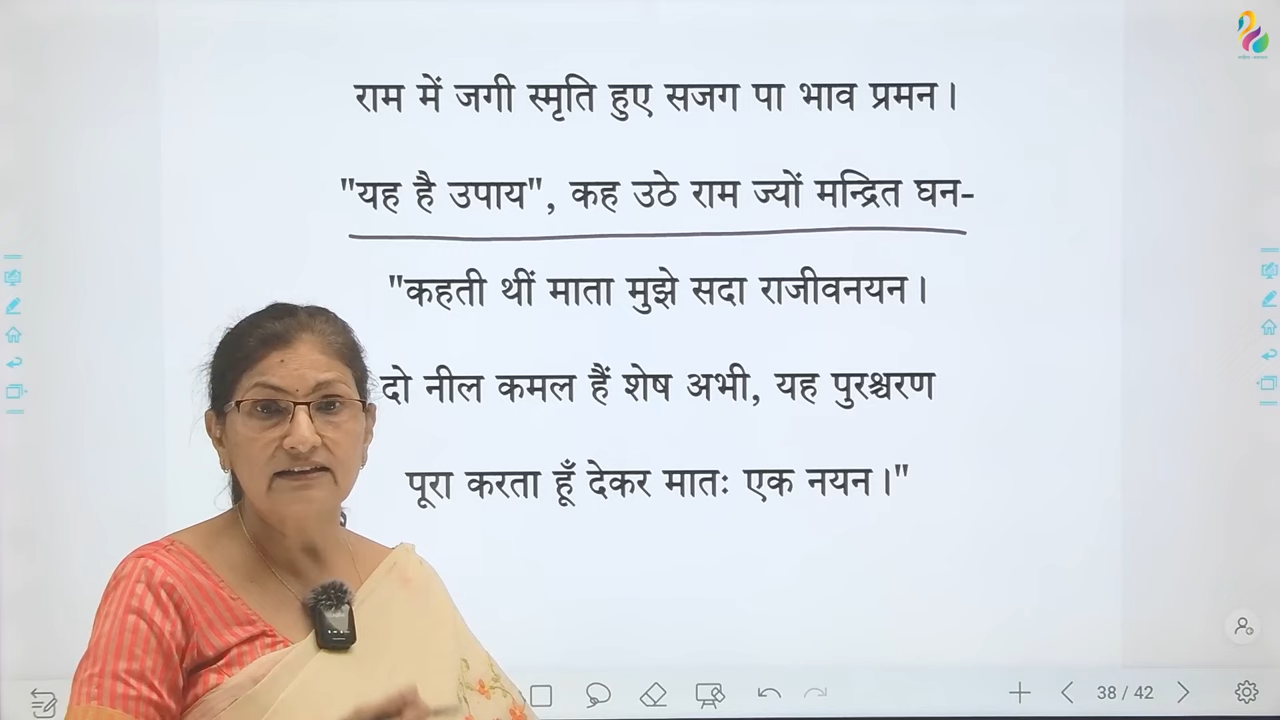 राम में जगी स्मृति हुए सजग पा भाव प्रमन।
"यह है उपाय", कह उठे राम ज्यों मन्द्रित घन-
"कहती थीं माता मुझे सदा राजीवनयन।
दो नील कमल हैं शेष अभी, यह पुरश्चरण
पूरा करता हूँ देकर मातः एक नयन।"
38 / 42